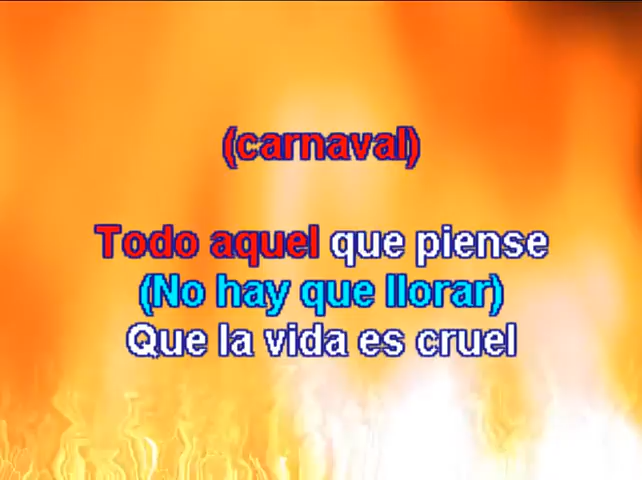 (carnaval)
Todo aquel que piense
(No hay que llorar)
Que la vida es cruel